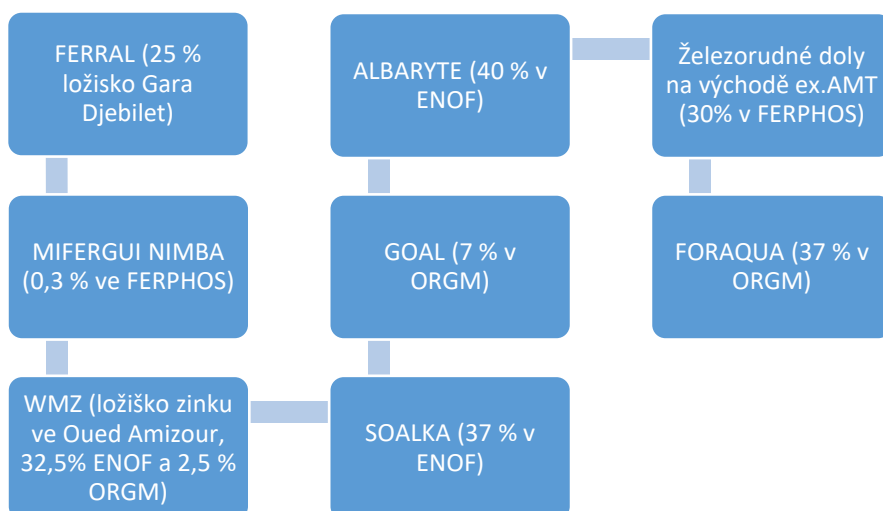 FERRAL (25 %
ložisko Gara
Djebilet)
MIFERGUI NIMBA
(0,3 % ve FERPHOS)
WMZ (ložiško zinku
ve Oued Amizour,
32,5% ENOF a 2,5 %
ORGM)
SOALKA (37 % v
ENOF)
GOAL (7 % v
ORGM)
ALBARYTE (40 % v
ENOF)
Železorudné doly
na východě ex.AMT
(30% v FERPHOS)
FORAQUA (37 % v
ORGM)